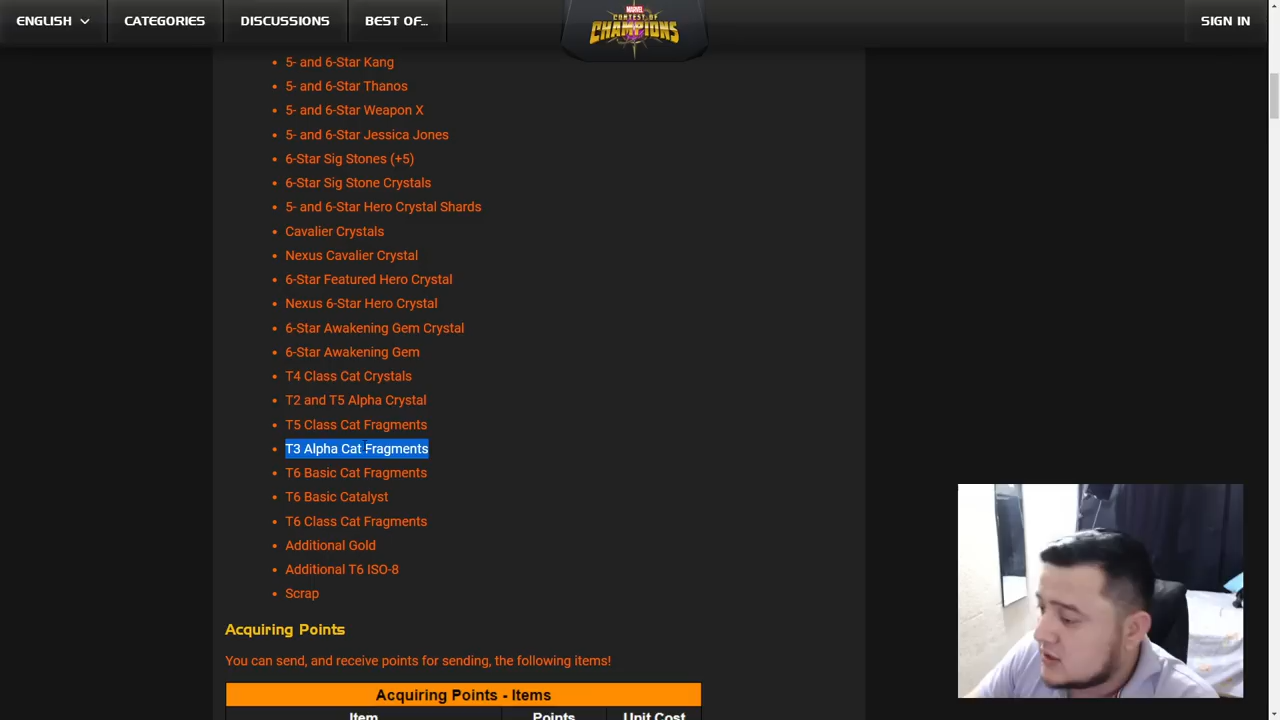 ENGLISH CATEGORIES DISCUSSIONS BEST OF... MARVEL CONTEST OF CHAMPIONS SIGN IN
5- and 6-Star Kang
5- and 6-Star Thanos
5- and 6-Star Weapon X
5- and 6-Star Jessica Jones
6-Star Sig Stones (+5)
6-Star Sig Stone Crystals
5- and 6-Star Hero Crystal Shards
Cavalier Crystals
Nexus Cavalier Crystal
6-Star Featured Hero Crystal
Nexus 6-Star Hero Crystal
6-Star Awakening Gem Crystal
6-Star Awakening Gem
T4 Class Cat Crystals
T2 and T5 Alpha Crystal
T5 Class Cat Fragments
T3 Alpha Cat Fragments
T6 Basic Cat Fragments
T6 Basic Catalyst
T6 Class Cat Fragments
Additional Gold
Additional T6 ISO-8
Scrap
Acquiring Points
You can send, and receive points for sending, the following items!
Acquiring Points - Items
Item Points Unit Cost